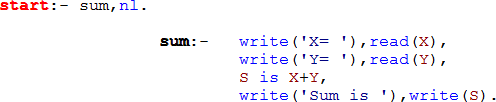 start:- sum,nl.
sum:- write('X= '),read(X),
write('Y= '),read(Y),
S is X+Y,
write('Sum is '),write(S).